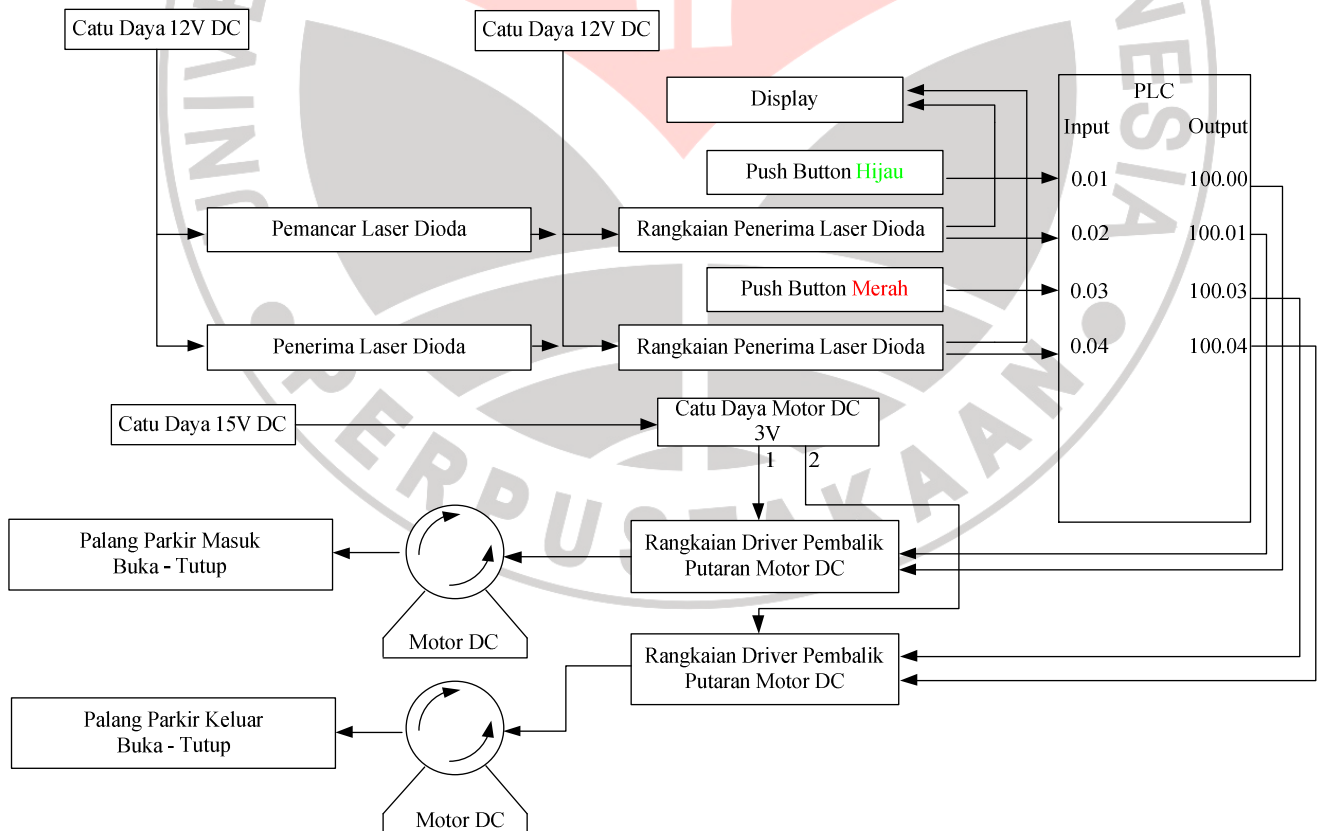 Catu Daya 12V DC
Catu Daya 12V DC
Display
PLC
Input
Output
Push Button Hijau
0.01
100.00
Pemancar Laser Dioda
Rangkaian Penerima Laser Dioda
0.02
100.01
Push Button Merah
0.03
100.03
Penerima Laser Dioda
Rangkaian Penerima Laser Dioda
0.04
100.04
Catu Daya 15V DC
Catu Daya Motor DC
3V
1
2
Palang Parkir Masuk
Buka - Tutup
Motor DC
Rangkaian Driver Pembalik
Putaran Motor DC
Rangkaian Driver Pembalik
Putaran Motor DC
Palang Parkir Keluar
Buka - Tutup
Motor DC
PERPUSTAKAAN
NESIA